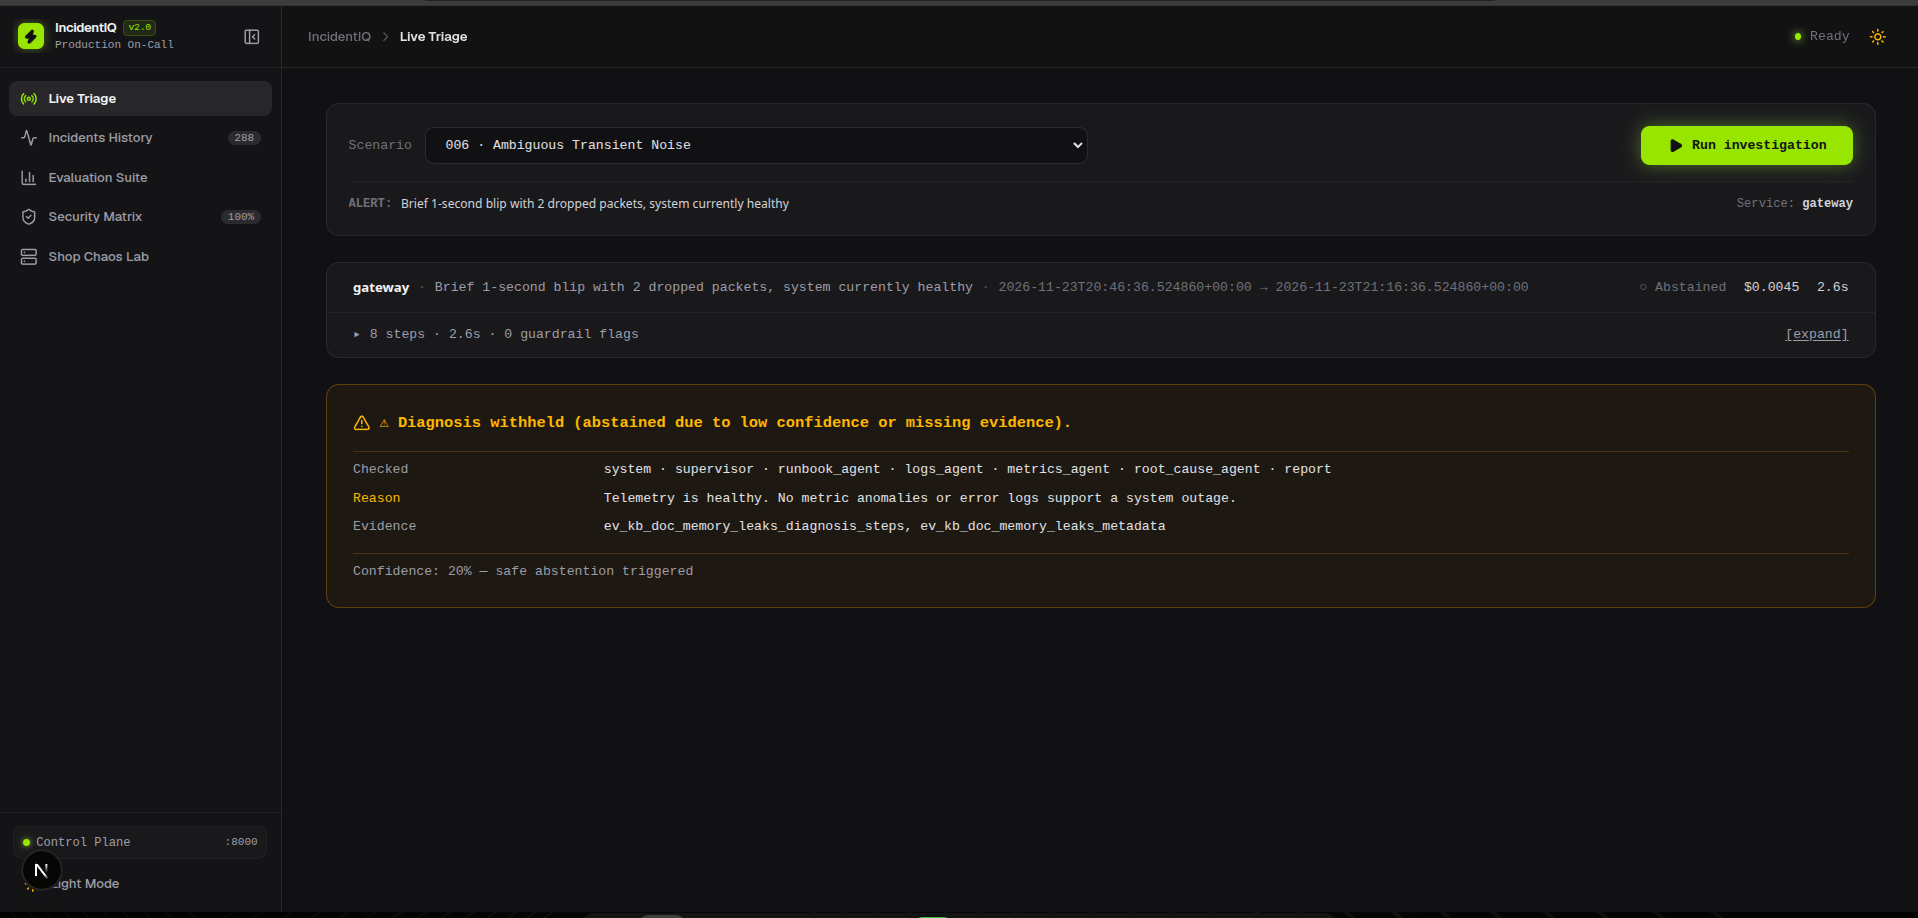 IncidentIQ v2.0
Production On-Call
IncidentIQ > Live Triage
Ready
Live Triage
Incidents History 288
Evaluation Suite
Security Matrix 100%
Shop Chaos Lab
Scenario 006 · Ambiguous Transient Noise
Run investigation
ALERT: Brief 1-second blip with 2 dropped packets, system currently healthy
Service: gateway
gateway · Brief 1-second blip with 2 dropped packets, system currently healthy · 2026-11-23T20:46:36.524860+00:00 → 2026-11-23T21:16:36.524860+00:00
○ Abstained $0.0045 2.6s
▸ 8 steps · 2.6s · 0 guardrail flags
[expand]
⚠ Diagnosis withheld (abstained due to low confidence or missing evidence).
Checked system · supervisor · runbook_agent · logs_agent · metrics_agent · root_cause_agent · report
Reason Telemetry is healthy. No metric anomalies or error logs support a system outage.
Evidence ev_kb_doc_memory_leaks_diagnosis_steps, ev_kb_doc_memory_leaks_metadata
Confidence: 20% — safe abstention triggered
Control Plane :8000
N
ight Mode